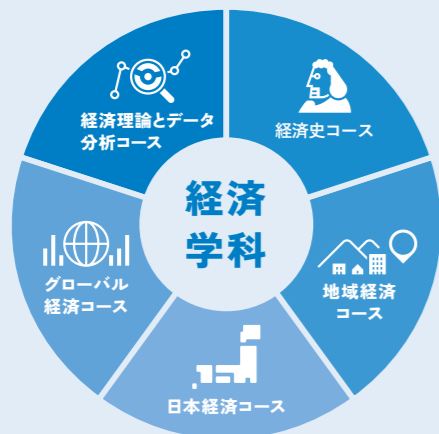 経済理論とデータ
分析コース
経済史コース
経済
学科
グローバル
経済コース
地域経済
コース
日本経済コース